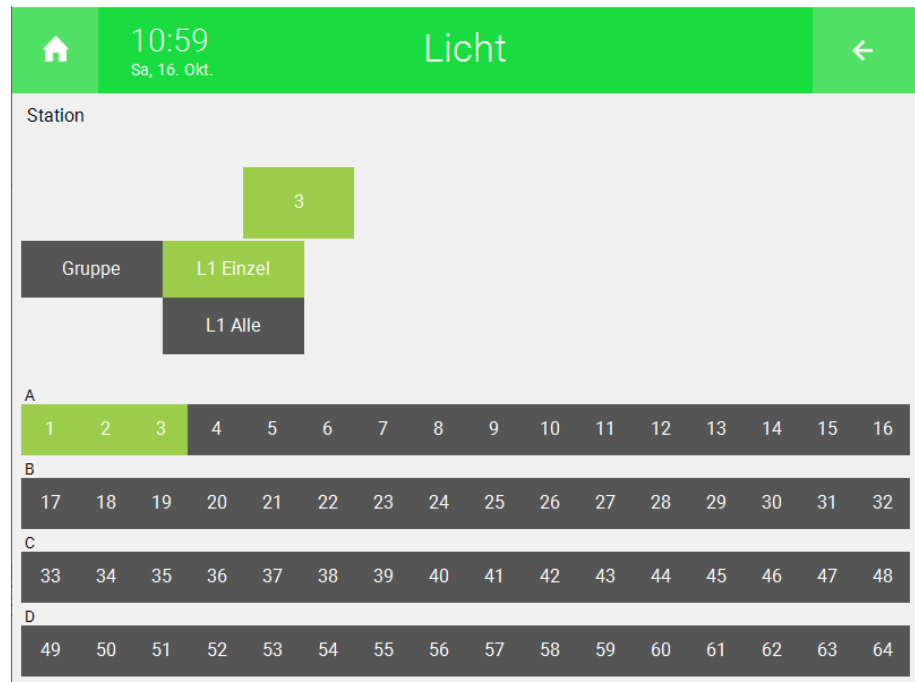 10:59
Sa, 16. Okt.
Licht
Station
3
Gruppe L1 Einzel
L1 Alle
A
1 2 3 4 5 6 7 8 9 10 11 12 13 14 15 16
B
17 18 19 20 21 22 23 24 25 26 27 28 29 30 31 32
C
33 34 35 36 37 38 39 40 41 42 43 44 45 46 47 48
D
49 50 51 52 53 54 55 56 57 58 59 60 61 62 63 64